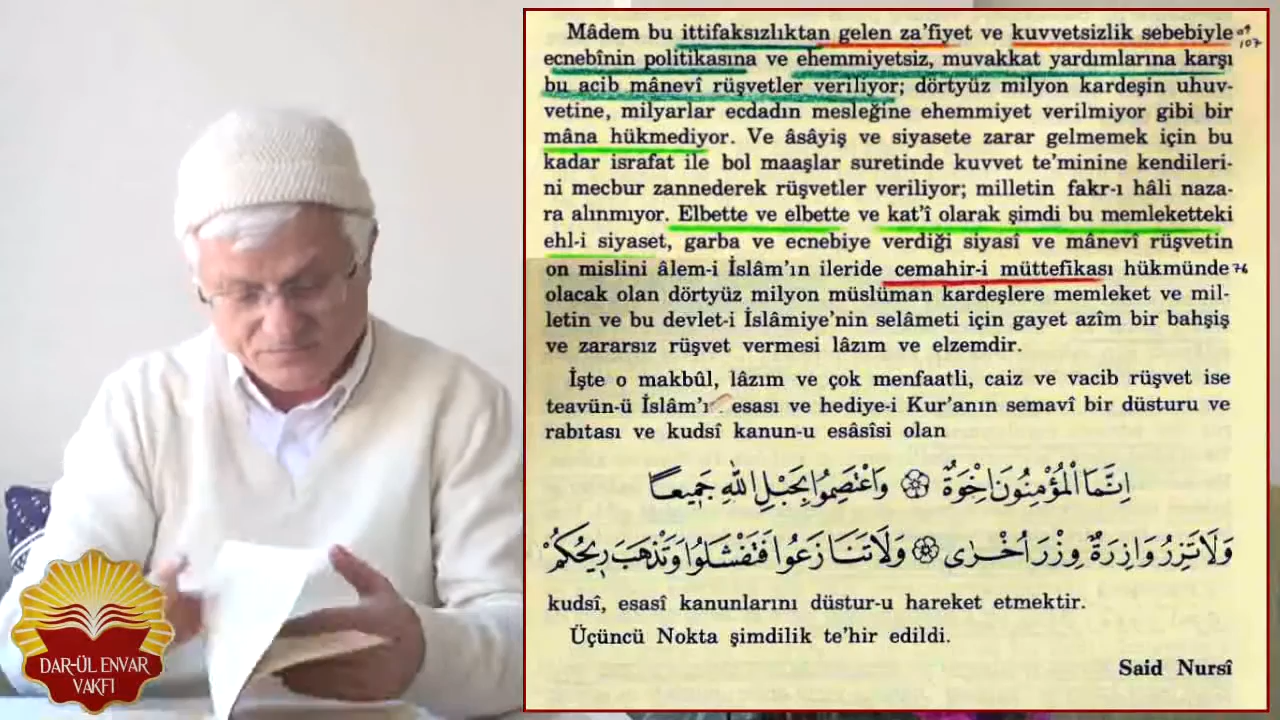 Mâdem bu ittifaksızlıktan gelen za'fiyet ve kuvvetsizlik sebebiyle
ecnebînin politikasına ve ehemmiyetsiz, muvakkat yardımlarına karşı
107
bu acib mânevî rüşvetler veriliyor; dörtyüz milyon kardeşin uhuv-
vetine, milyarlar ecdadın mesleğine ehemmiyet verilmiyor gibi bir
mâna hükmediyor. Ve âsâyiş ve siyasete zarar gelmemek için bu
kadar israfat ile bol maaşlar suretinde kuvvet te'minine kendileri-
ni mecbur zannederek rüşvetler veriliyor; milletin fakr-ı hâli naza-
ra alınmıyor. Elbette ve elbette ve kat'î olarak şimdi bu memleketteki
ehl-i siyaset, garba ve ecnebiye verdiği siyasî ve mânevî rüşvetin
on mislini âlem-i İslâm'ın ileride cemahir-i müttefikası hükmünde 76
olacak olan dörtyüz milyon müslüman kardeşlere memleket ve mil-
letin ve bu devlet-i İslâmiye'nin selâmeti için gayet azîm bir bahşiş
ve zararsız rüşvet vermesi lâzım ve elzemdir.
İşte o makbûl, lâzım ve çok menfaatli, caiz ve vacib rüşvet ise
teavün-ü İslâm'ı esası ve hediye-i Kur'anın semavî bir düsturu ve
rabıtası ve kudsî kanun-u esâsîsi olan
اِنَّمَا الْمُؤْمِنُونَ اِخْوَةٌ ۞ وَاعْتَصِمُوا بِحَبْلِ اللّٰهِ جَمِيعًا
وَلَا تَزِرُ وَازِرَةٌ وِزْرَ اُخْرٰى ۞ وَلَا تَنَازَعُوا فَتَفْشَلُوا وَتَذْهَبَ رِيحُكُمْ
kudsî, esasî kanunlarını düstur-u hareket etmektir.
Üçüncü Nokta şimdilik te'hir edildi.
Said Nursî
DAR-ÜL ENVAR
VAKFI